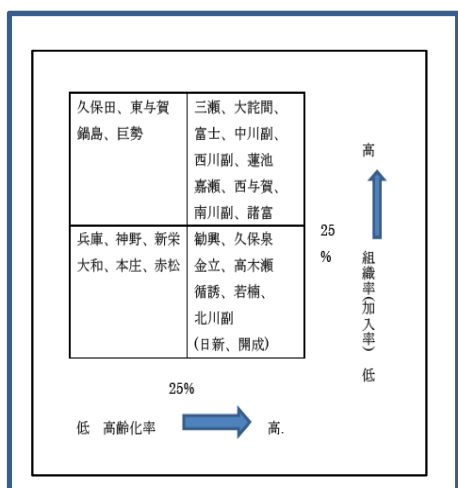 久保田、東与賀
鍋島、巨勢
三瀬、大詫間、
富士、中川副、
西川副、蓮池
嘉瀬、西与賀、
南川副、諸富
兵庫、神野、新栄
大和、本庄、赤松
勧興、久保泉
金立、高木瀬
循誘、若楠、
北川副
(日新、開成)
高
25
%
組織率(加入率)
低
25%
低 高齢化率
高.